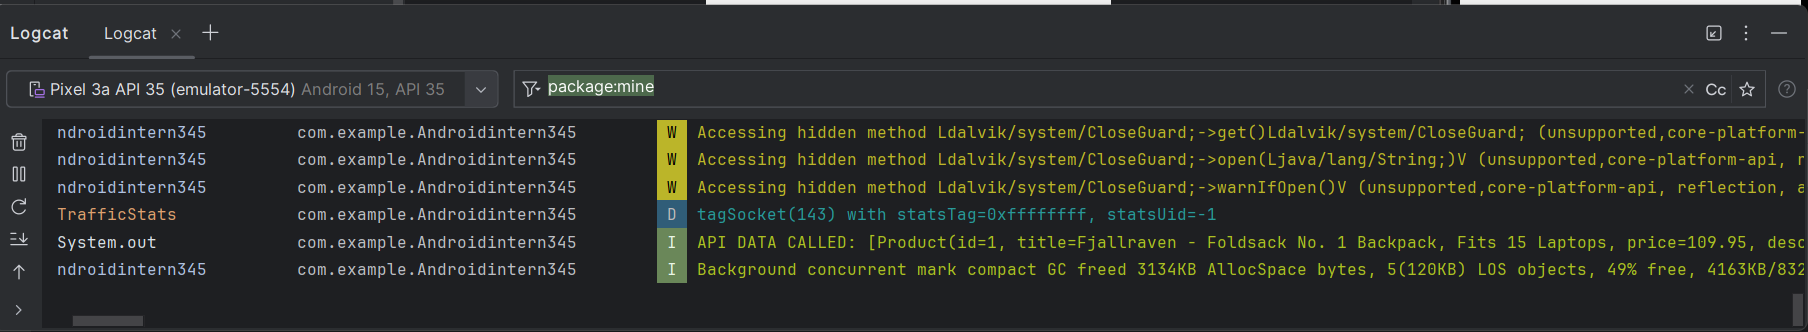 Logcat Logcat
Pixel 3a API 35 (emulator-5554) Android 15, API 35 package:mine Cc
ndroidintern345 com.example.Androidintern345 W Accessing hidden method Ldalvik/system/CloseGuard;->get()Ldalvik/system/CloseGuard; (unsupported,core-platform-
ndroidintern345 com.example.Androidintern345 W Accessing hidden method Ldalvik/system/CloseGuard;->open(Ljava/lang/String;)V (unsupported,core-platform-api, r
ndroidintern345 com.example.Androidintern345 W Accessing hidden method Ldalvik/system/CloseGuard;->warnIfOpen()V (unsupported,core-platform-api, reflection, a
TrafficStats com.example.Androidintern345 D tagSocket(143) with statsTag=0xffffffff, statsUid=-1
System.out com.example.Androidintern345 I API DATA CALLED: [Product(id=1, title=Fjallraven - Foldsack No. 1 Backpack, Fits 15 Laptops, price=109.95, desc
ndroidintern345 com.example.Androidintern345 I Background concurrent mark compact GC freed 3134KB AllocSpace bytes, 5(120KB) LOS objects, 49% free, 4163KB/832